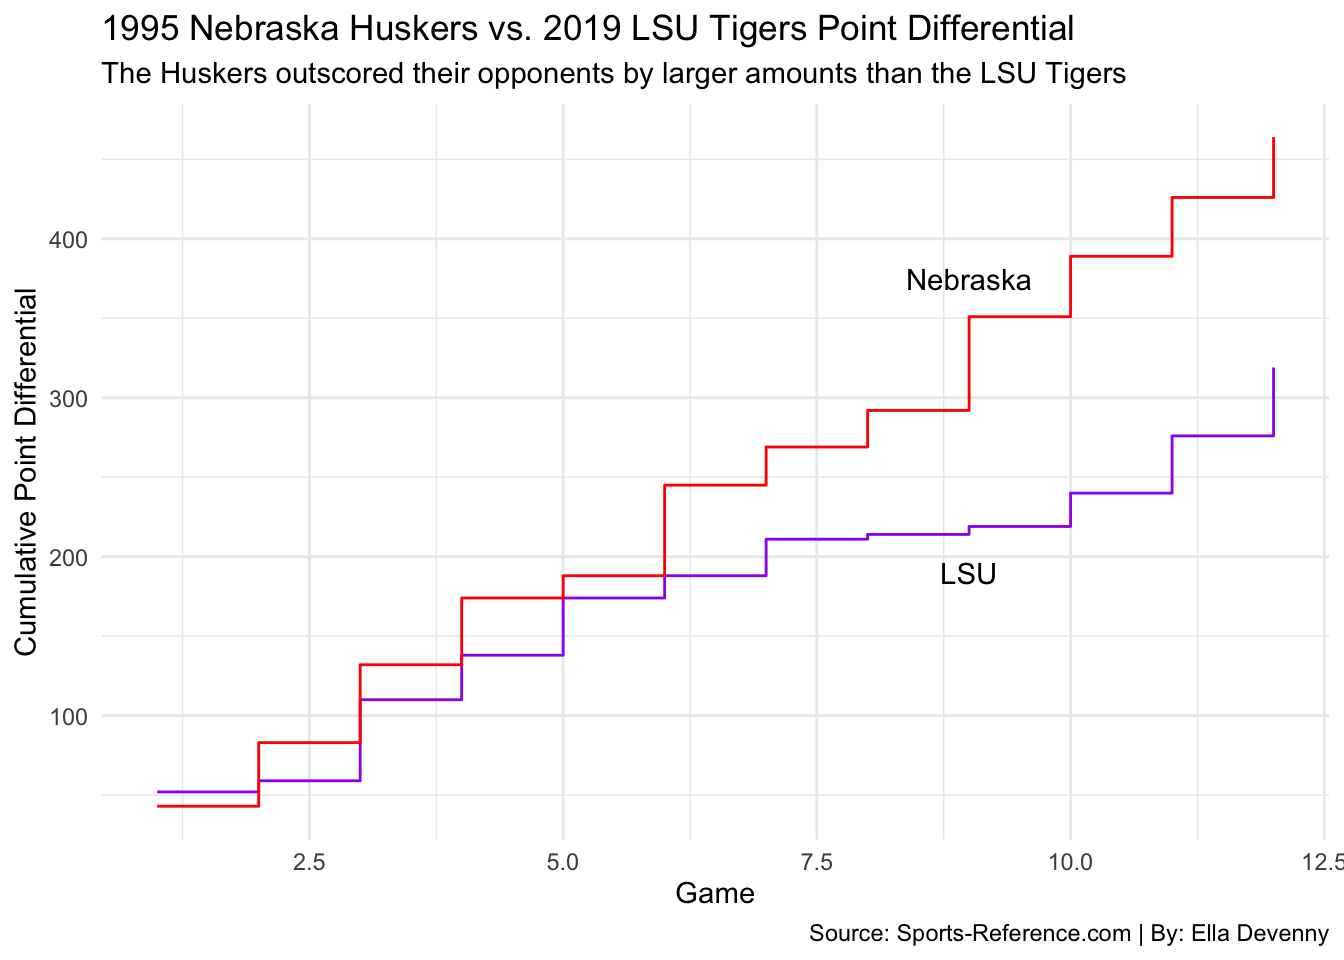 1995 Nebraska Huskers vs. 2019 LSU Tigers Point Differential
The Huskers outscored their opponents by larger amounts than the LSU Tigers
Cumulative Point Differential
400
300
200
100
Nebraska
LSU
2.5 5.0 7.5 10.0 12.5
Game
Source: Sports-Reference.com | By: Ella Devenny